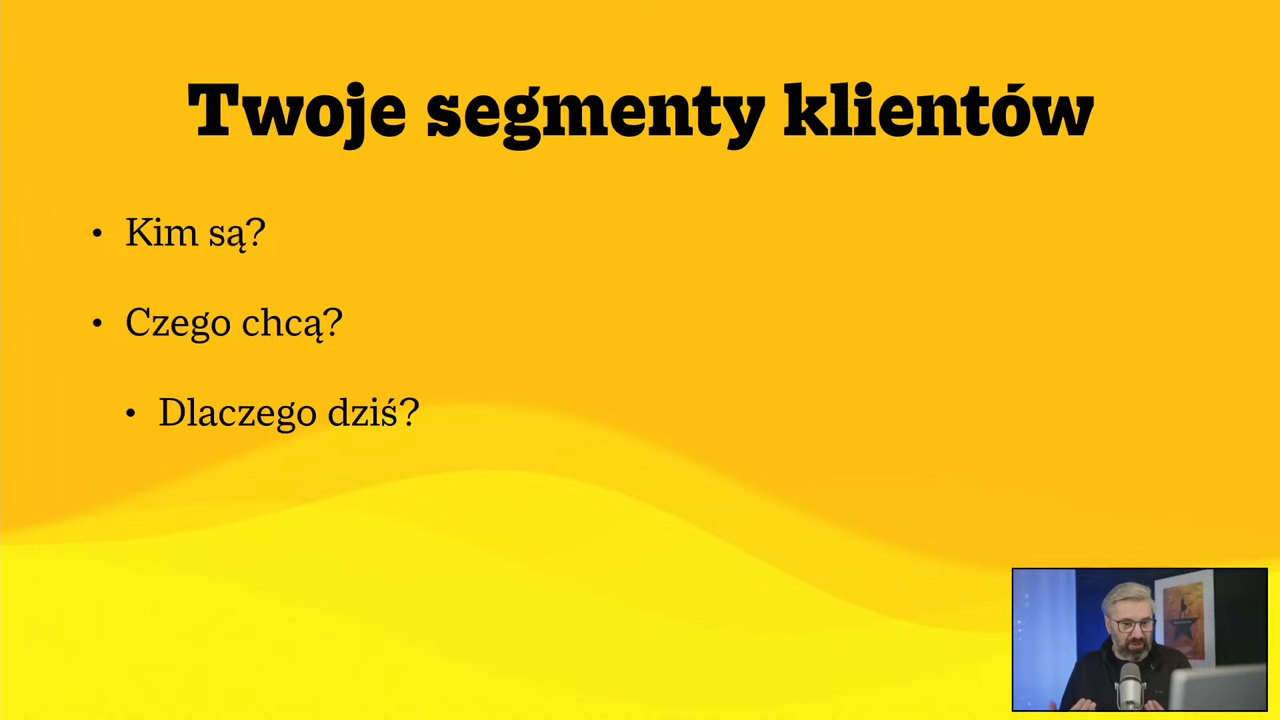 Twoje segmenty klientów
• Kim są?
• Czego chcą?
• Dlaczego dziś?